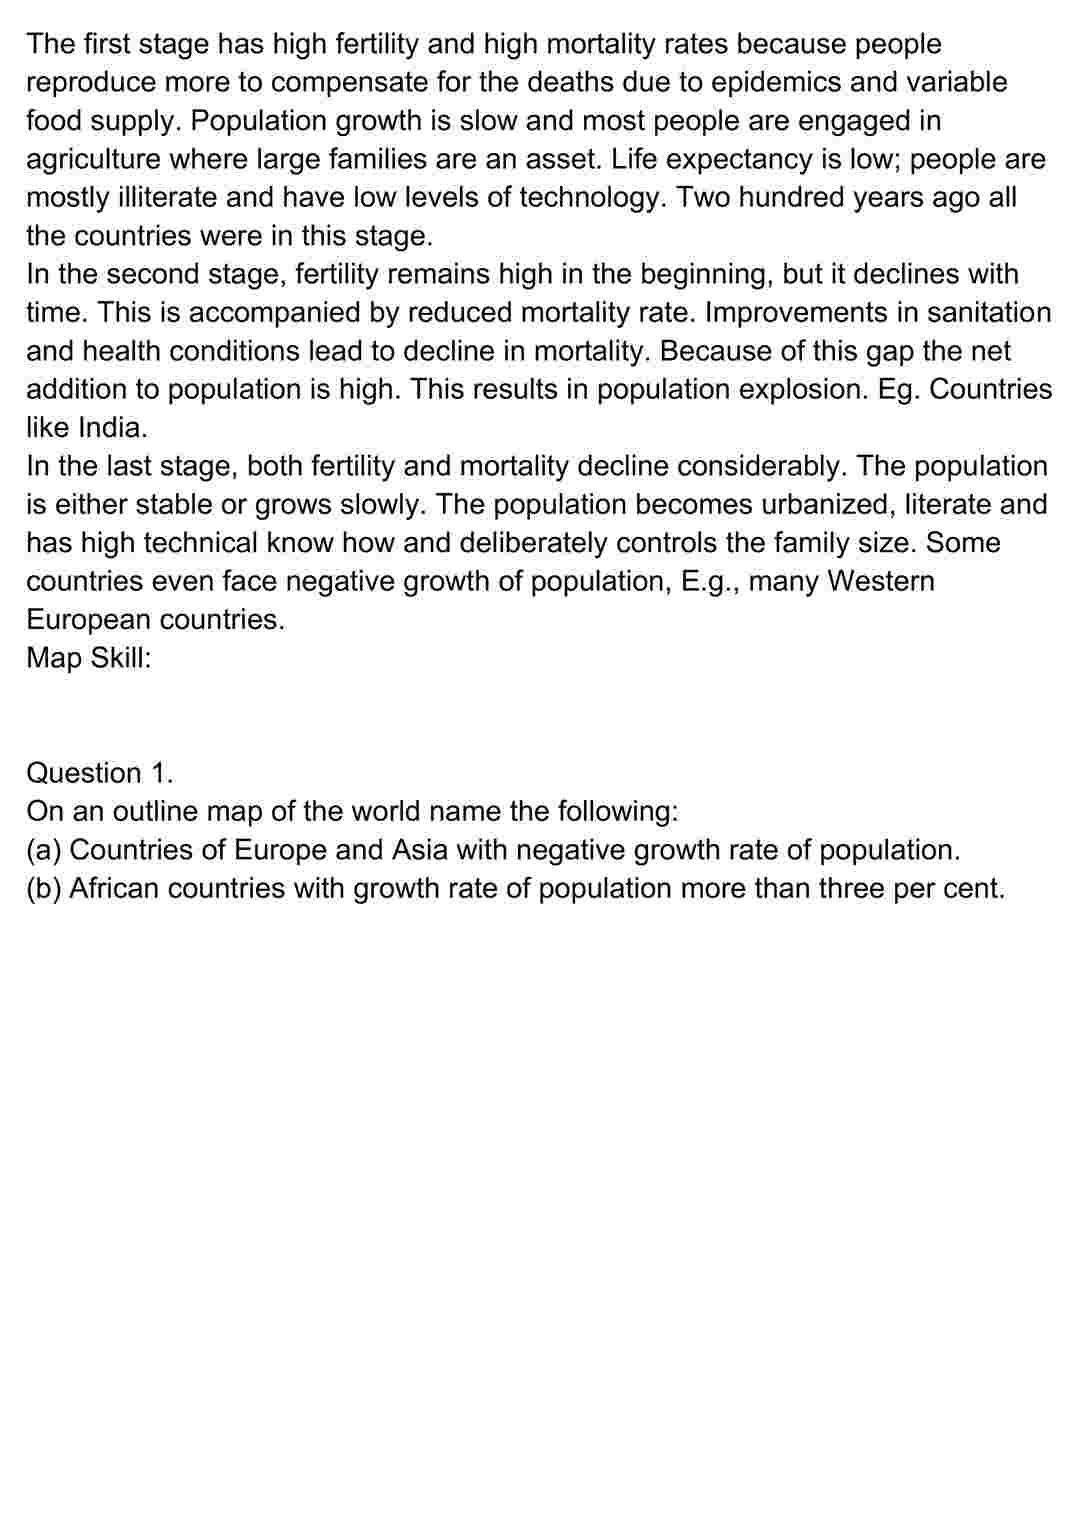 The first stage has high fertility and high mortality rates because people
reproduce more to compensate for the deaths due to epidemics and variable
food supply. Population growth is slow and most people are engaged in
agriculture where large families are an asset. Life expectancy is low; people are
mostly illiterate and have low levels of technology. Two hundred years ago all
the countries were in this stage.
In the second stage, fertility remains high in the beginning, but it declines with
time. This is accompanied by reduced mortality rate. Improvements in sanitation
and health conditions lead to decline in mortality. Because of this gap the net
addition to population is high. This results in population explosion. Eg. Countries
like India.
In the last stage, both fertility and mortality decline considerably. The population
is either stable or grows slowly. The population becomes urbanized, literate and
has high technical know how and deliberately controls the family size. Some
countries even face negative growth of population, E.g., many Western
European countries.
Map Skill:
Question 1.
On an outline map of the world name the following:
(a) Countries of Europe and Asia with negative growth rate of population.
(b) African countries with growth rate of population more than three per cent.